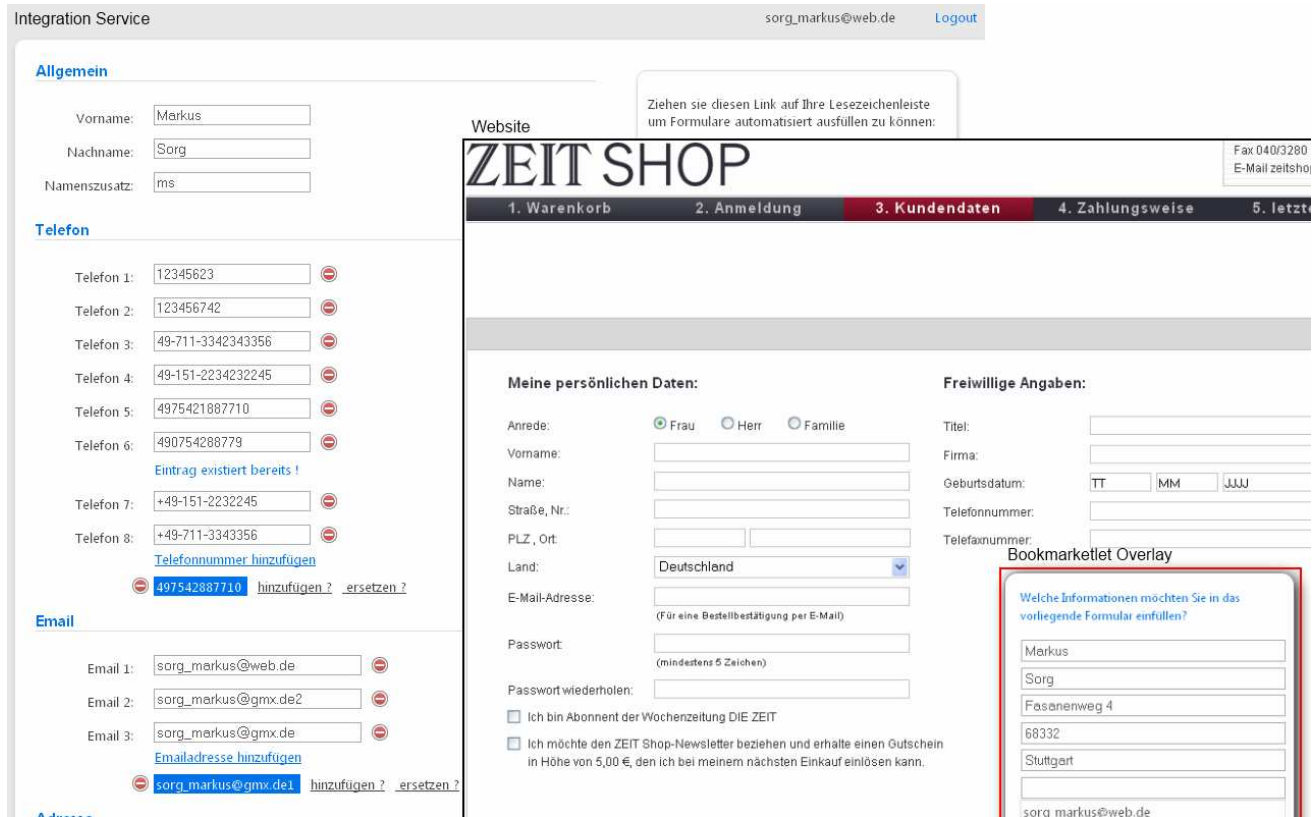 Integration Service
sorg_markus@web.de Logout
Allgemein
Vorname: Markus
Nachname: Sorg
Namenszusatz: ms
Telefon
Telefon 1: 12345623
Telefon 2: 123456742
Telefon 3: 49-711-3342343356
Telefon 4: 49-151-2234232245
Telefon 5: 4975421887710
Telefon 6: 490754288779
Eintrag existiert bereits !
Telefon 7: +49-151-2232245
Telefon 8: +49-711-3343356
Telefonnummer hinzufügen
497542887710 hinzufügen ? ersetzen ?
Email
Email 1: sorg_markus@web.de
Email 2: sorg_markus@gmx.de2
Email 3: sorg_markus@gmx.de
Emailadresse hinzufügen
sorg_markus@gmx.de1 hinzufügen ? ersetzen ?
Ziehen sie diesen Link auf Ihre Lesezeichenleiste
um Formulare automatisiert ausfüllen zu können:
Website
ZEIT SHOP
Fax 040/3280
E-Mail zeitshop
1. Warenkorb 2. Anmeldung 3. Kundendaten 4. Zahlungsweise 5. letzte
Meine persönlichen Daten:
Anrede: Frau Herr Familie
Vorname:
Name:
Straße, Nr.:
PLZ , Ort:
Land: Deutschland
E-Mail-Adresse:
(Für eine Bestellbestätigung per E-Mail)
Passwort:
(mindestens 5 Zeichen)
Passwort wiederholen:
Ich bin Abonnent der Wochenzeitung DIE ZEIT
Ich möchte den ZEIT Shop-Newsletter beziehen und erhalte einen Gutschein
in Höhe von 5,00 €, den ich bei meinem nächsten Einkauf einlösen kann.
Freiwillige Angaben:
Titel:
Firma:
Geburtsdatum: TT MM JJJJ
Telefonnummer:
Telefaxnummer:
Bookmarketlet Overlay
Welche Informationen möchten Sie in das
vorliegende Formular einfüllen?
Markus
Sorg
Fasanenweg 4
68332
Stuttgart
sorg_markus@web.de